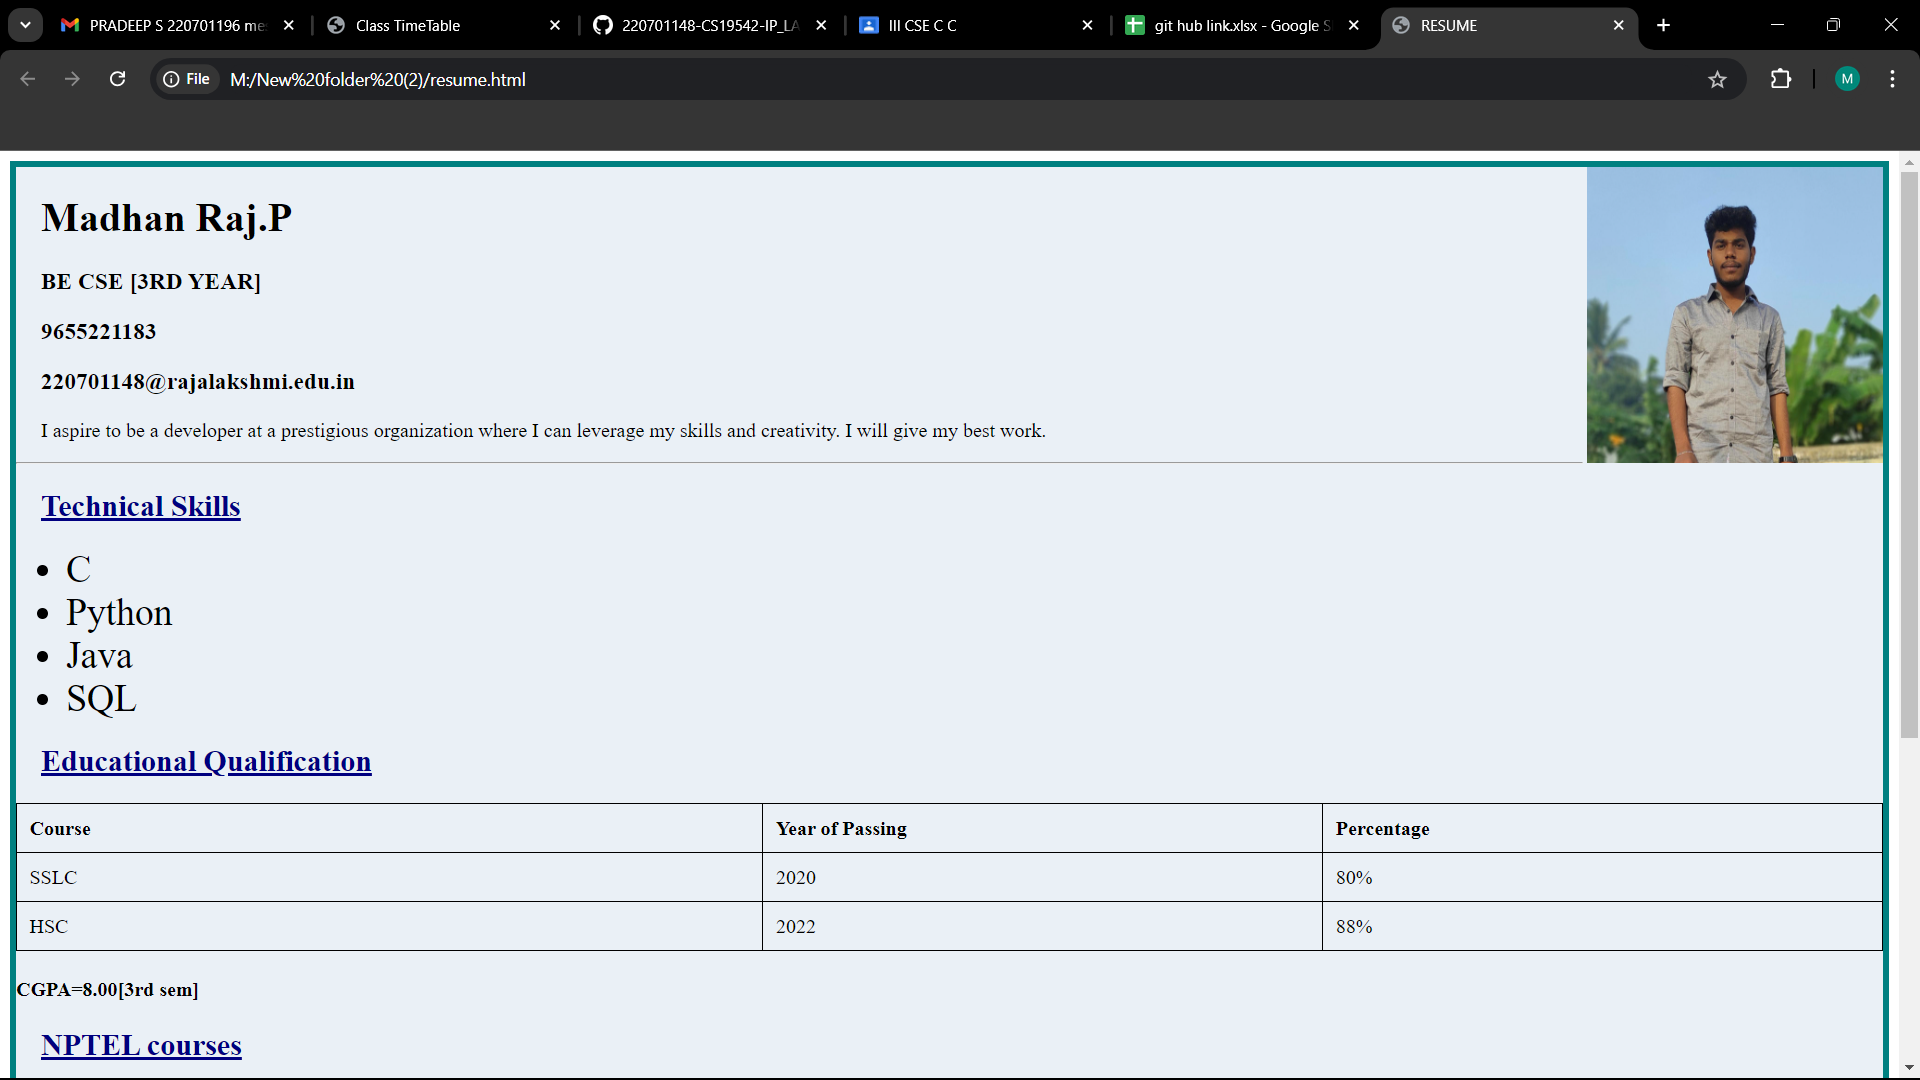 PRADEEP S 220701196 me
Class TimeTable
220701148-CS19542-IP_LA
III CSE C C
git hub link.xlsx - Google S
RESUME
File
M:/New%20folder%20(2)/resume.html
M
Madhan Raj.P
BE CSE [3RD YEAR]
9655221183
220701148@rajalakshmi.edu.in
I aspire to be a developer at a prestigious organization where I can leverage my skills and creativity. I will give my best work.
Technical Skills
• C
• Python
• Java
• SQL
Educational Qualification
Course Year of Passing Percentage
SSLC 2020 80%
HSC 2022 88%
CGPA=8.00[3rd sem]
NPTEL courses